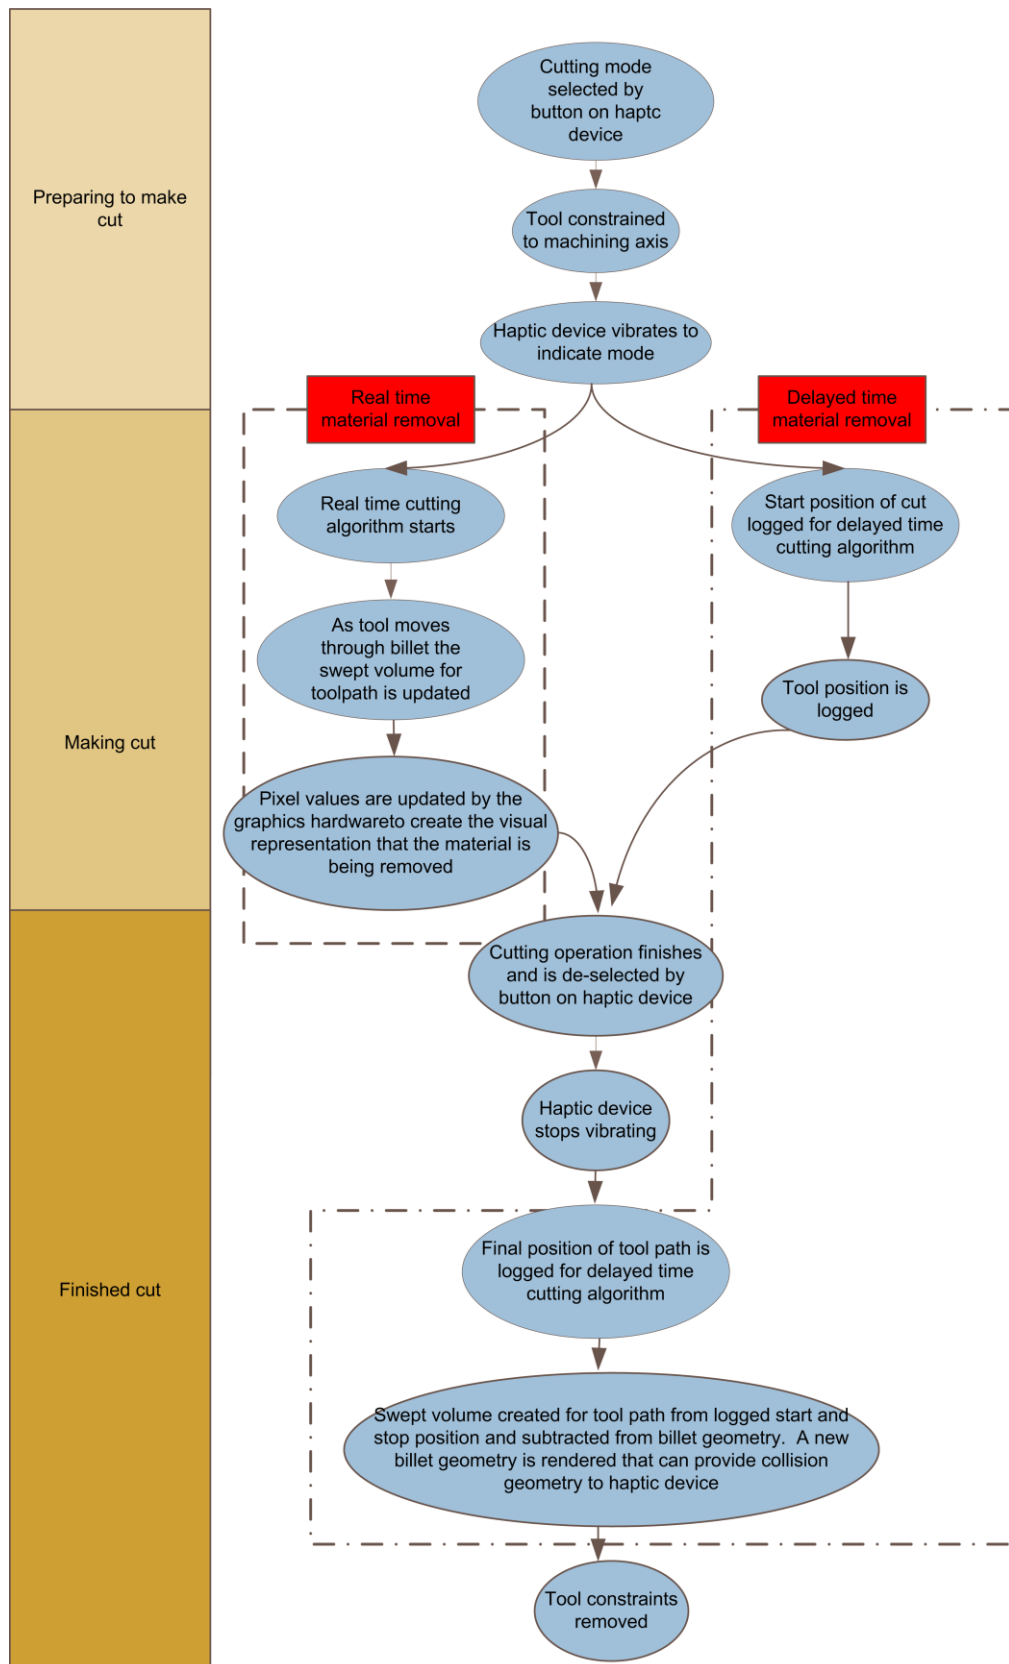 Cutting mode
selected by
button on haptc
device
Preparing to make
cut
Tool constrained
to machining axis
Haptic device vibrates to
indicate mode
Real time
material removal
Delayed time
material removal
Real time cutting
algorithm starts
Start position of cut
logged for delayed time
cutting algorithm
As tool moves
through billet the
swept volume for
toolpath is updated
Tool position is
logged
Making cut
Pixel values are updated by the
graphics hardwareto create the visual
representation that the material is
being removed
Cutting operation finishes
and is de-selected by
button on haptic device
Haptic device
stops vibrating
Finished cut
Final position of tool path is
logged for delayed time
cutting algorithm
Swept volume created for tool path from logged start and
stop position and subtracted from billet geometry.  A new
billet geometry is rendered that can provide collision
geometry to haptic device
Tool constraints
removed